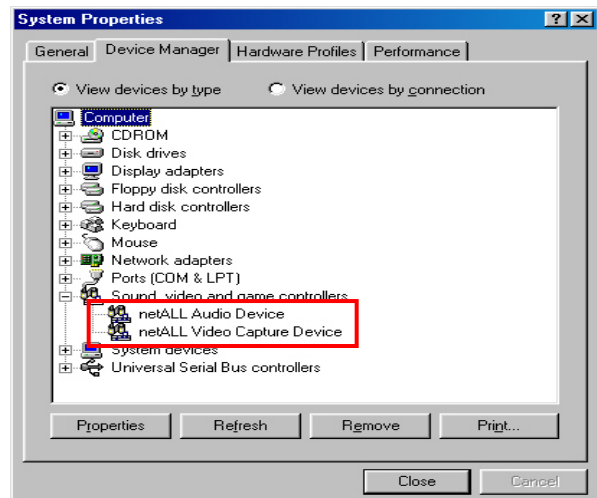 System Properties
General Device Manager Hardware Profiles Performance
View devices by type View devices by connection
Computer
CDROM
Disk drives
Display adapters
Floppy disk controllers
Hard disk controllers
Keyboard
Mouse
Network adapters
Ports (COM & LPT)
Sound, video and game controllers
netALL Audio Device
netALL Video Capture Device
System devices
Universal Serial Bus controllers
Properties Refresh Remove Print...
Close Cancel